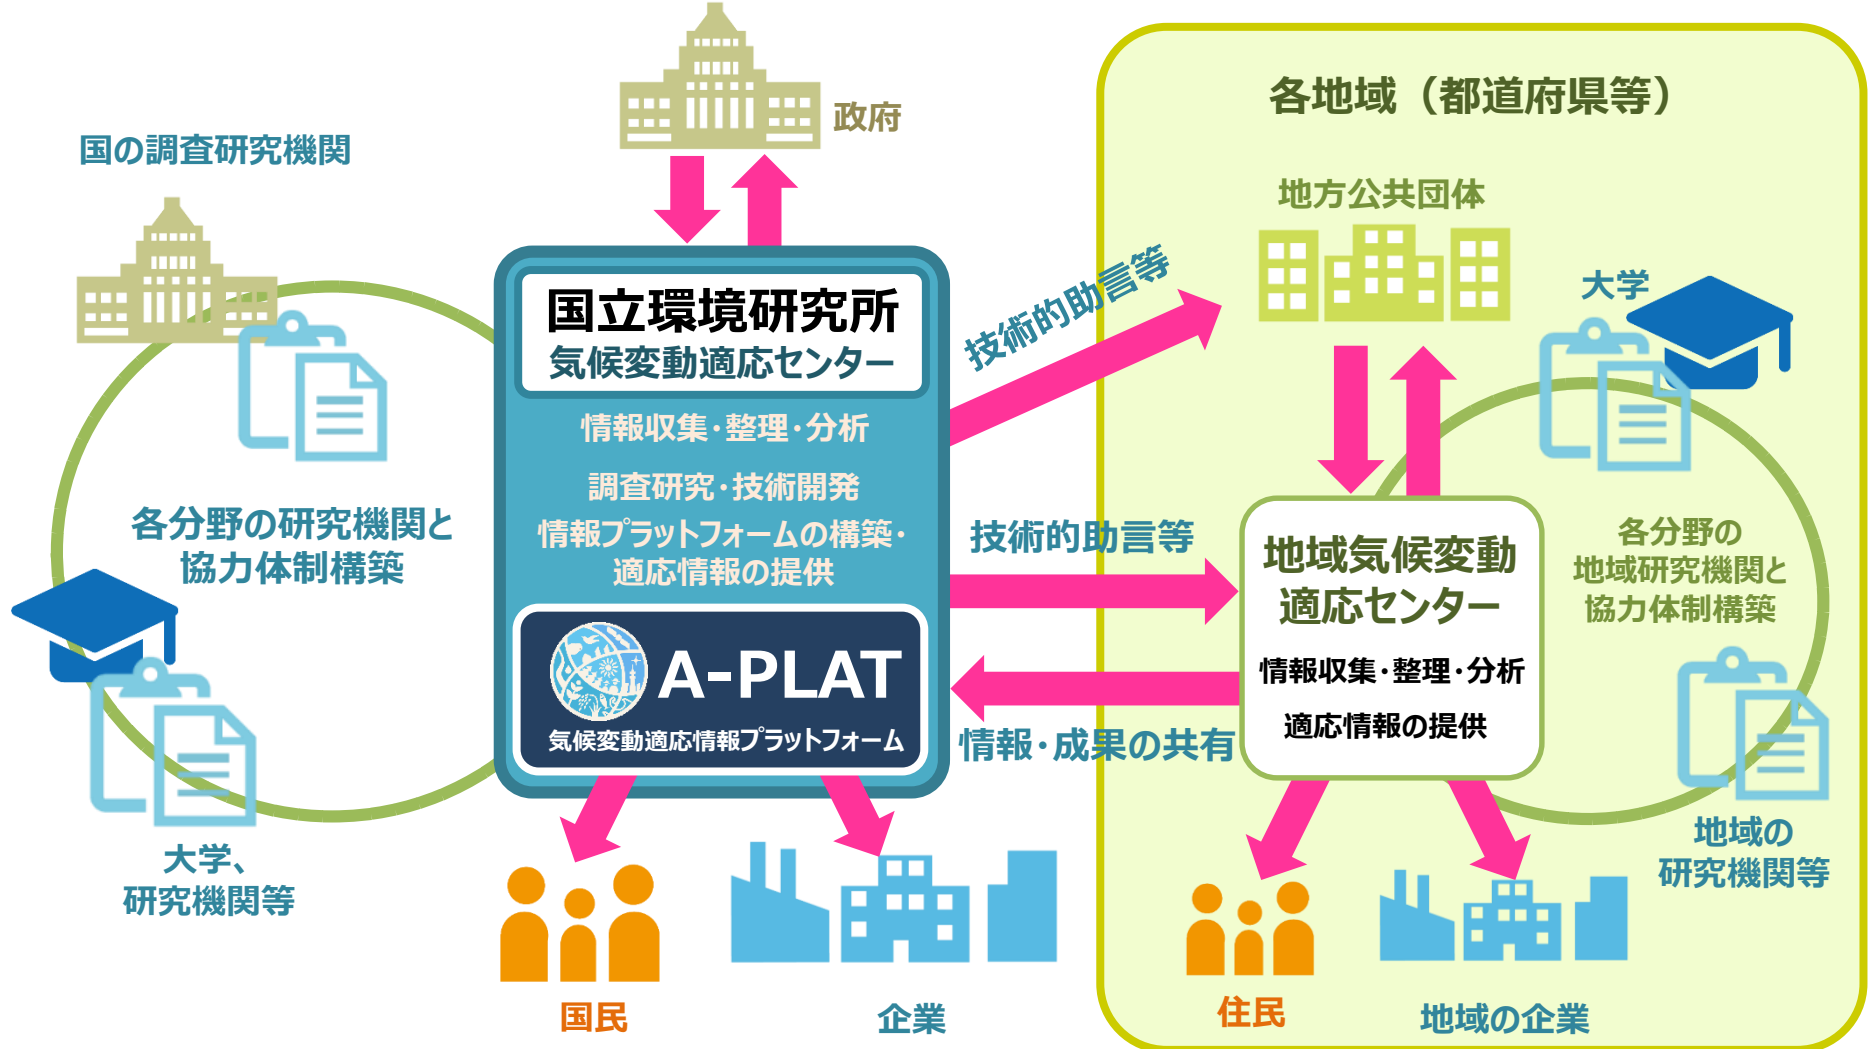 政府
国の調査研究機関
各分野の研究機関と
協力体制構築
大学、
研究機関等
国立環境研究所
気候変動適応センター
情報収集・整理・分析
調査研究・技術開発
情報プラットフォームの構築・
適応情報の提供
A-PLAT
気候変動適応情報プラットフォーム
国民
企業
技術的助言等
技術的助言等
情報・成果の共有
各地域（都道府県等）
地方公共団体
大学
地域気候変動
適応センター
情報収集・整理・分析
適応情報の提供
各分野の
地域研究機関と
協力体制構築
地域の
研究機関等
住民
地域の企業